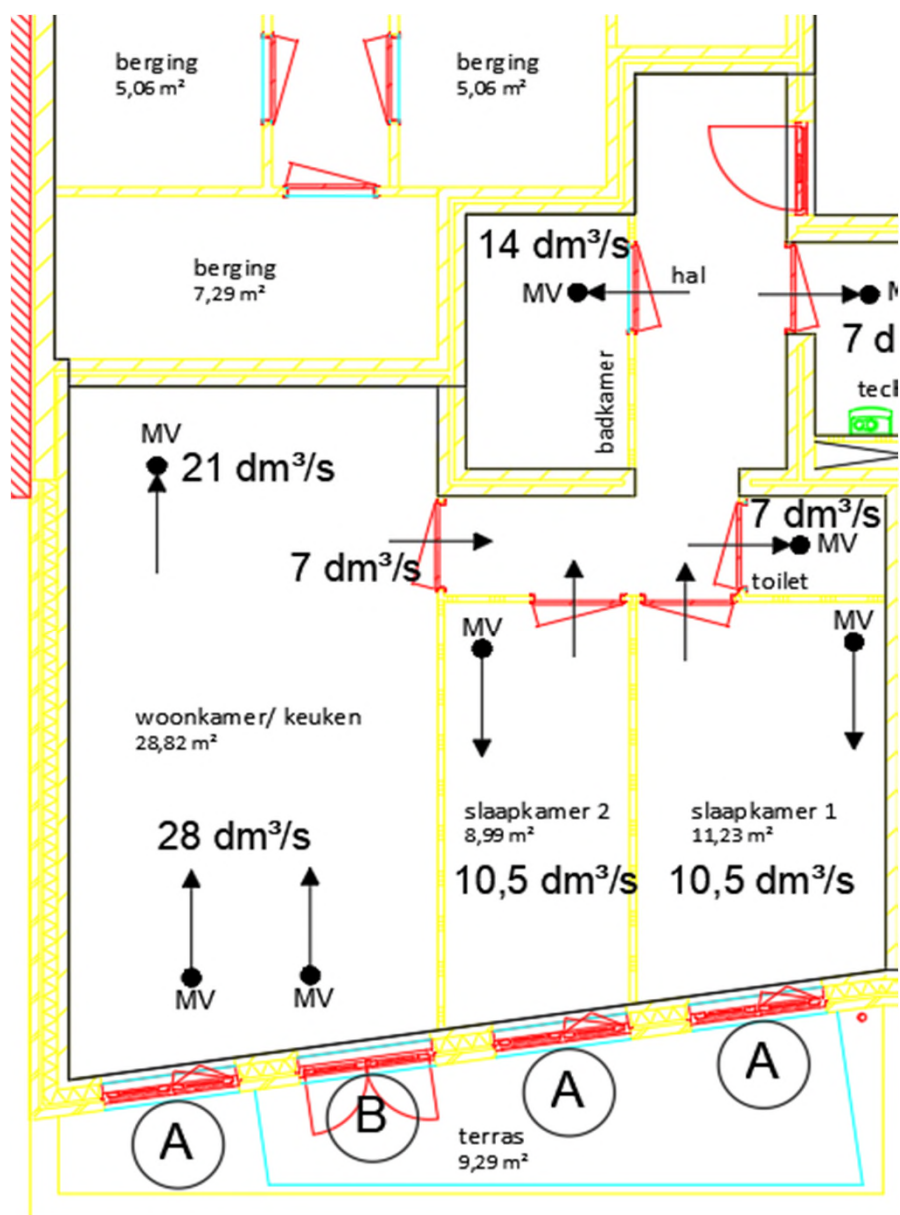 berging
5,06 m²
berging
5,06 m²
berging
7,29 m²
14 dm³/s
MV
hal
badkamer
7 d
tech
MV
21 dm³/s
7 dm³/s
MV
toilet
7 dm³/s
MV
MV
woonkamer/ keuken
28,82 m²
slaapkamer 2
8,99 m²
slaapkamer 1
11,23 m²
28 dm³/s
10,5 dm³/s
10,5 dm³/s
MV
MV
A
B
A
A
terras
9,29 m²